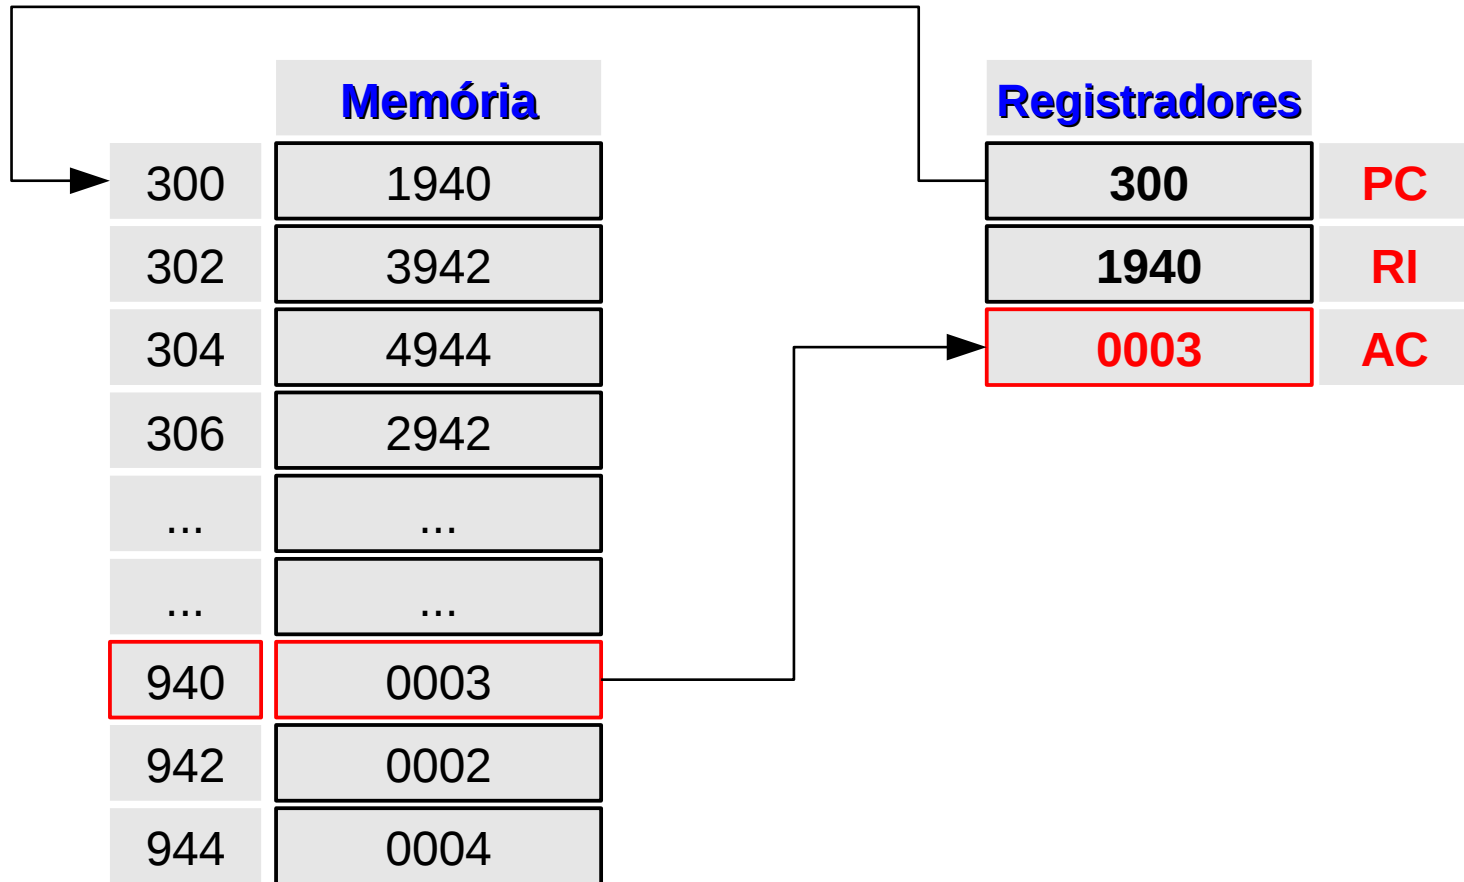 Memória Registradores
300 1940 300 PC
302 3942 1940 RI
304 4944 0003 AC
306 2942
... ...
... ...
940 0003
942 0002
944 0004